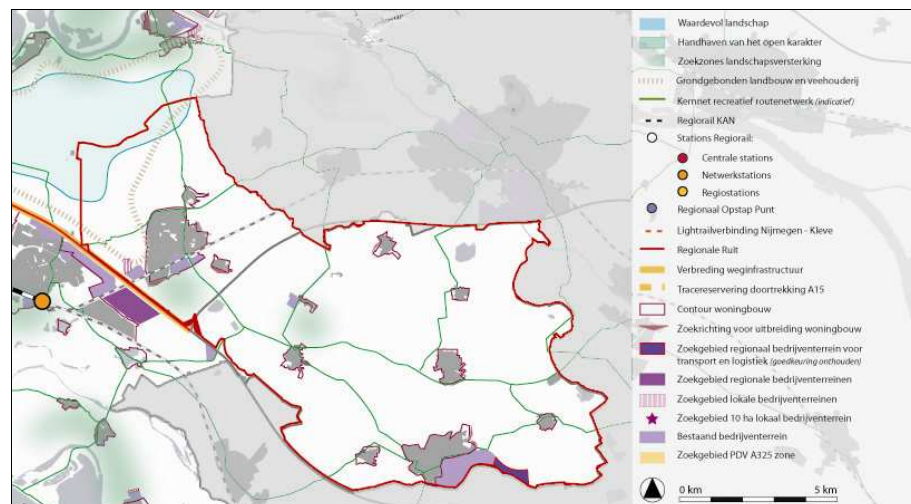 Waardevol landschap
Handhaven van het open karakter
Zoekzones landschapsversterking
Grondgebonden landbouw en veehouderij
Kernnet recreatief routenetwerk (indicatief)
Regiorail KAN
Stations Regiorail:
Centrale stations
Netwerkstations
Regiostations
Regionaal Opstap Punt
Lightrailverbinding Nijmegen - Kleve
Regionale Ruit
Verbreding weginfrastructuur
Tracereservering doortrekking A15
Contour woningbouw
Zoekrichting voor uitbreiding woningbouw
Zoekgebied regionaal bedrijventerrein voor
transport en logistiek (goedkeuring onthouden)
Zoekgebied regionale bedrijventerreinen
Zoekgebied lokale bedrijventerreinen
Zoekgebied 10 ha lokaal bedrijventerrein
Bestaand bedrijventerrein
Zoekgebied PDV A325 zone
0 km 5 km